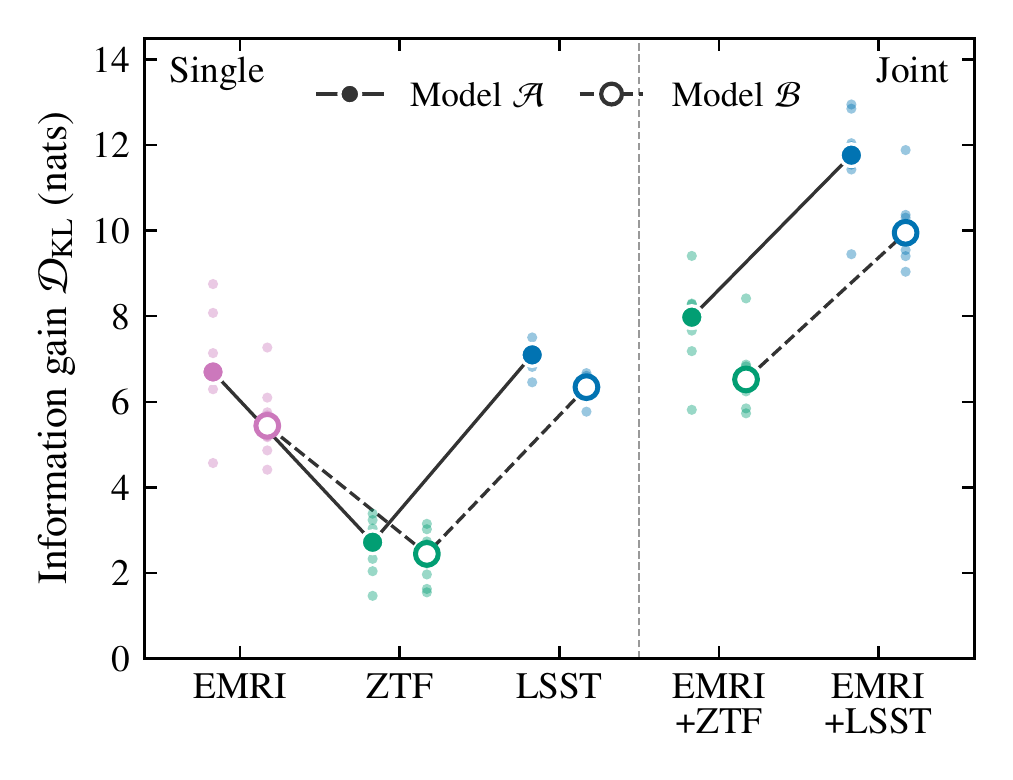 Single
Joint
Model 𝒜
Model ℬ
Information gain 𝒟KL (nats)
14
12
10
8
6
4
2
0
EMRI
ZTF
LSST
EMRI
+ZTF
EMRI
+LSST